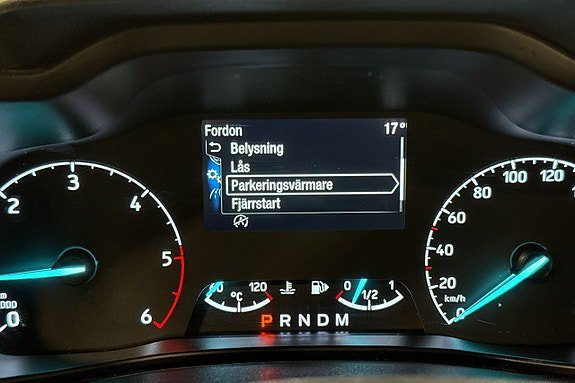 Fordon 17°
Belysning
Lås
Parkeringsvärmare
Fjärrstart
2 3 4 5 6
0
60 °C 120
0 1/2 1
20 40 60 80 100 120
km/h
0
P R N D M